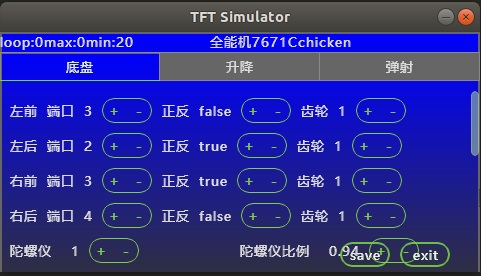 TFT Simulator
loop:0max:0min:20 全能机7671Cchicken
底盘 升降 弹射
左前 端口 3 + - 正反 false + - 齿轮 1 + -
左后 端口 2 + - 正反 true + - 齿轮 1 + -
右前 端口 3 + - 正反 true + - 齿轮 1 + -
右后 端口 4 + - 正反 false + - 齿轮 1 + -
陀螺仪 1 + - 陀螺仪比例 0.94 + -
save exit